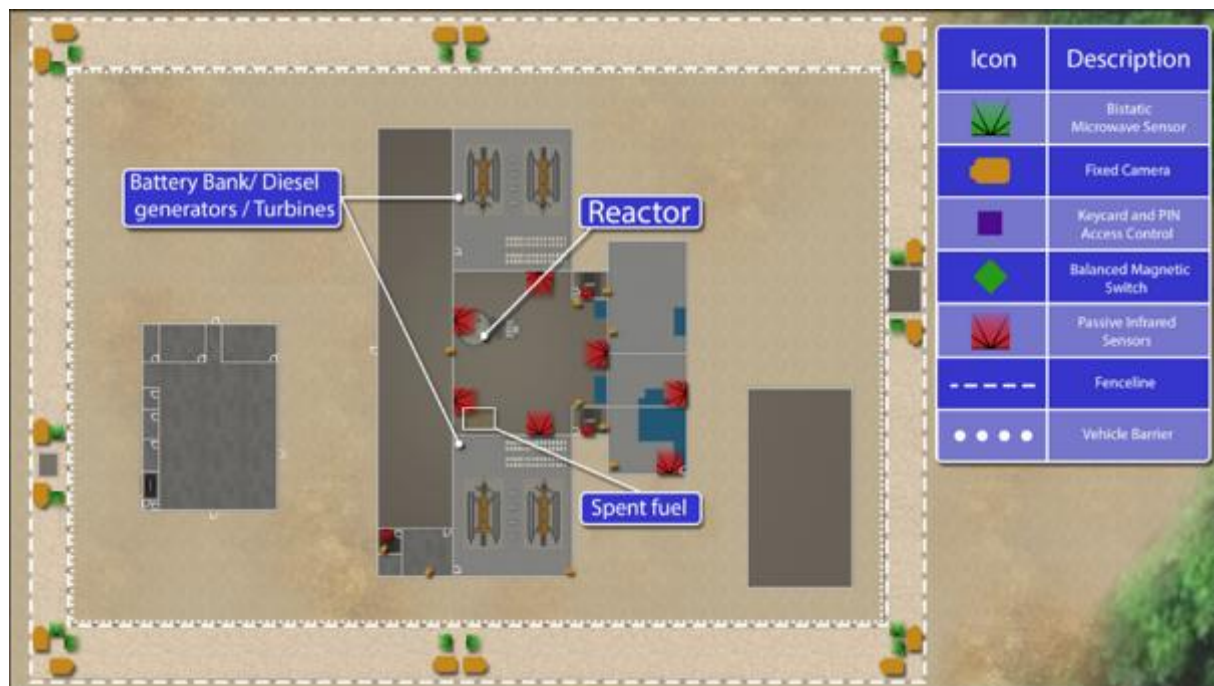 Battery Bank/ Diesel
generators / Turbines
Reactor
Spent fuel
Icon Description
Bistatic
Microwave Sensor
Fixed Camera
Keycard and PIN
Access Control
Balanced Magnetic
Switch
Passive Infrared
Sensors
Fenceline
Vehicle Barrier